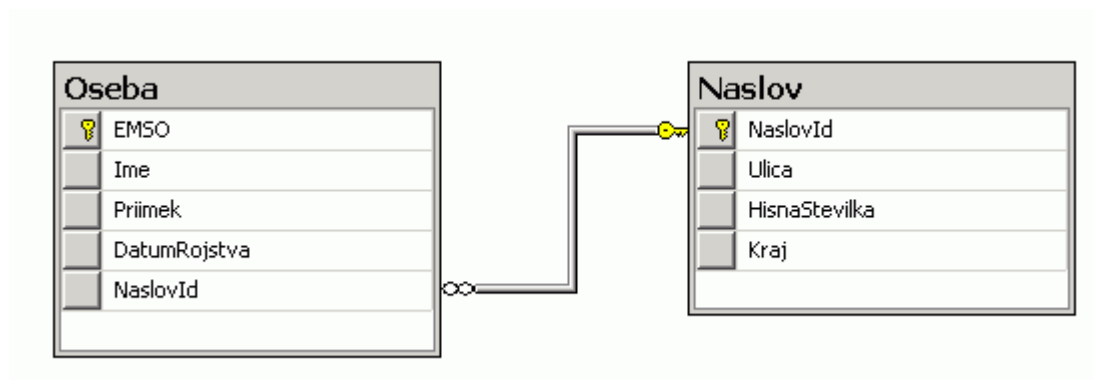 Oseba
EMSO
Ime
Priimek
DatumRojstva
NaslovId
Naslov
NaslovId
Ulica
HisnaStevilka
Kraj